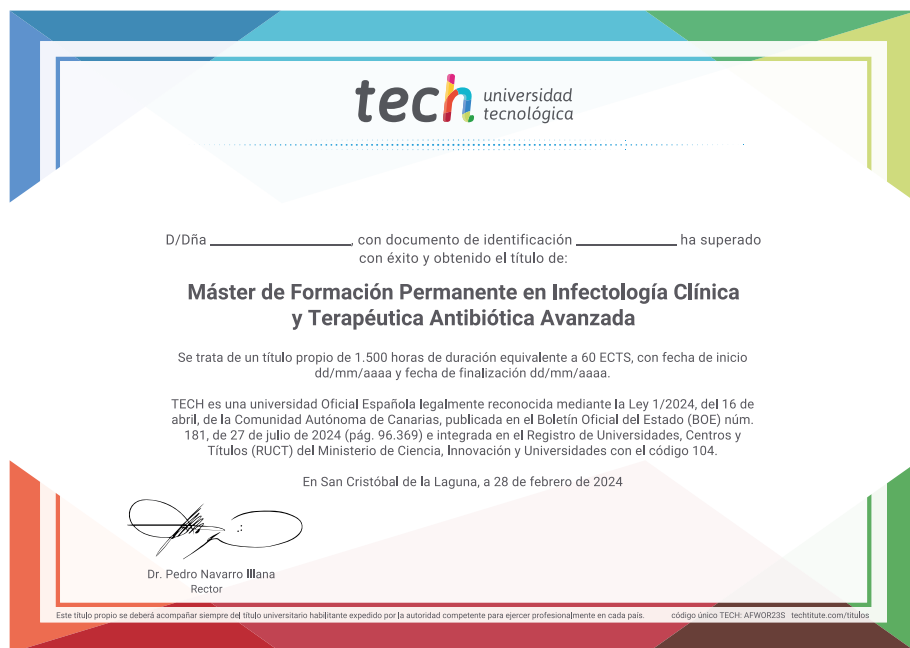 tech universidad
tecnológica
D/Dña ______________, con documento de identificación __________ ha superado
con éxito y obtenido el título de:
Máster de Formación Permanente en Infectología Clínica
y Terapéutica Antibiótica Avanzada
Se trata de un título propio de 1.500 horas de duración equivalente a 60 ECTS, con fecha de inicio
dd/mm/aaaa y fecha de finalización dd/mm/aaaa.
TECH es una universidad Oficial Española legalmente reconocida mediante la Ley 1/2024, del 16 de
abril, de la Comunidad Autónoma de Canarias, publicada en el Boletín Oficial del Estado (BOE) núm.
181, de 27 de julio de 2024 (pág. 96.369) e integrada en el Registro de Universidades, Centros y
Títulos (RUCT) del Ministerio de Ciencia, Innovación y Universidades con el código 104.
En San Cristóbal de la Laguna, a 28 de febrero de 2024
Dr. Pedro Navarro Illana
Rector
Este título propio se deberá acompañar siempre del título universitario habilitante expedido por la autoridad competente para ejercer profesionalmente en cada país. código único TECH: AFWOR23S techtitute.com/titulos